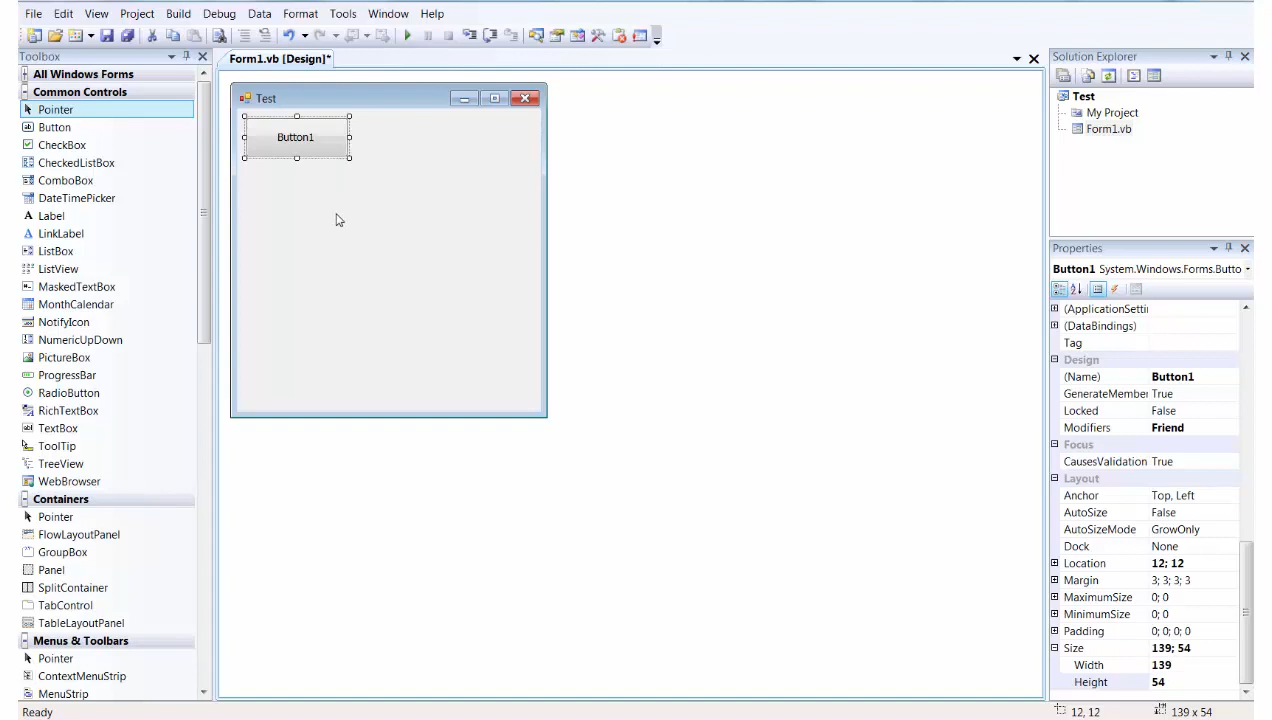 File Edit View Project Build Debug Data Format Tools Window Help
Toolbox
All Windows Forms
Common Controls
Pointer
Button
CheckBox
CheckedListBox
ComboBox
DateTimePicker
Label
LinkLabel
ListBox
ListView
MaskedTextBox
MonthCalendar
NotifyIcon
NumericUpDown
PictureBox
ProgressBar
RadioButton
RichTextBox
TextBox
ToolTip
TreeView
WebBrowser
Containers
Pointer
FlowLayoutPanel
GroupBox
Panel
SplitContainer
TabControl
TableLayoutPanel
Menus & Toolbars
Pointer
ContextMenuStrip
MenuStrip
Form1.vb [Design]*
Test
Button1
Solution Explorer
Test
My Project
Form1.vb
Properties
Button1 System.Windows.Forms.Butto
(ApplicationSetti
(DataBindings)
Tag
Design
(Name) Button1
GenerateMember True
Locked False
Modifiers Friend
Focus
CausesValidation True
Layout
Anchor Top, Left
AutoSize False
AutoSizeMode GrowOnly
Dock None
Location 12; 12
Margin 3; 3; 3; 3
MaximumSize 0; 0
MinimumSize 0; 0
Padding 0; 0; 0; 0
Size 139; 54
Width 139
Height 54
Ready 12, 12 139 x 54